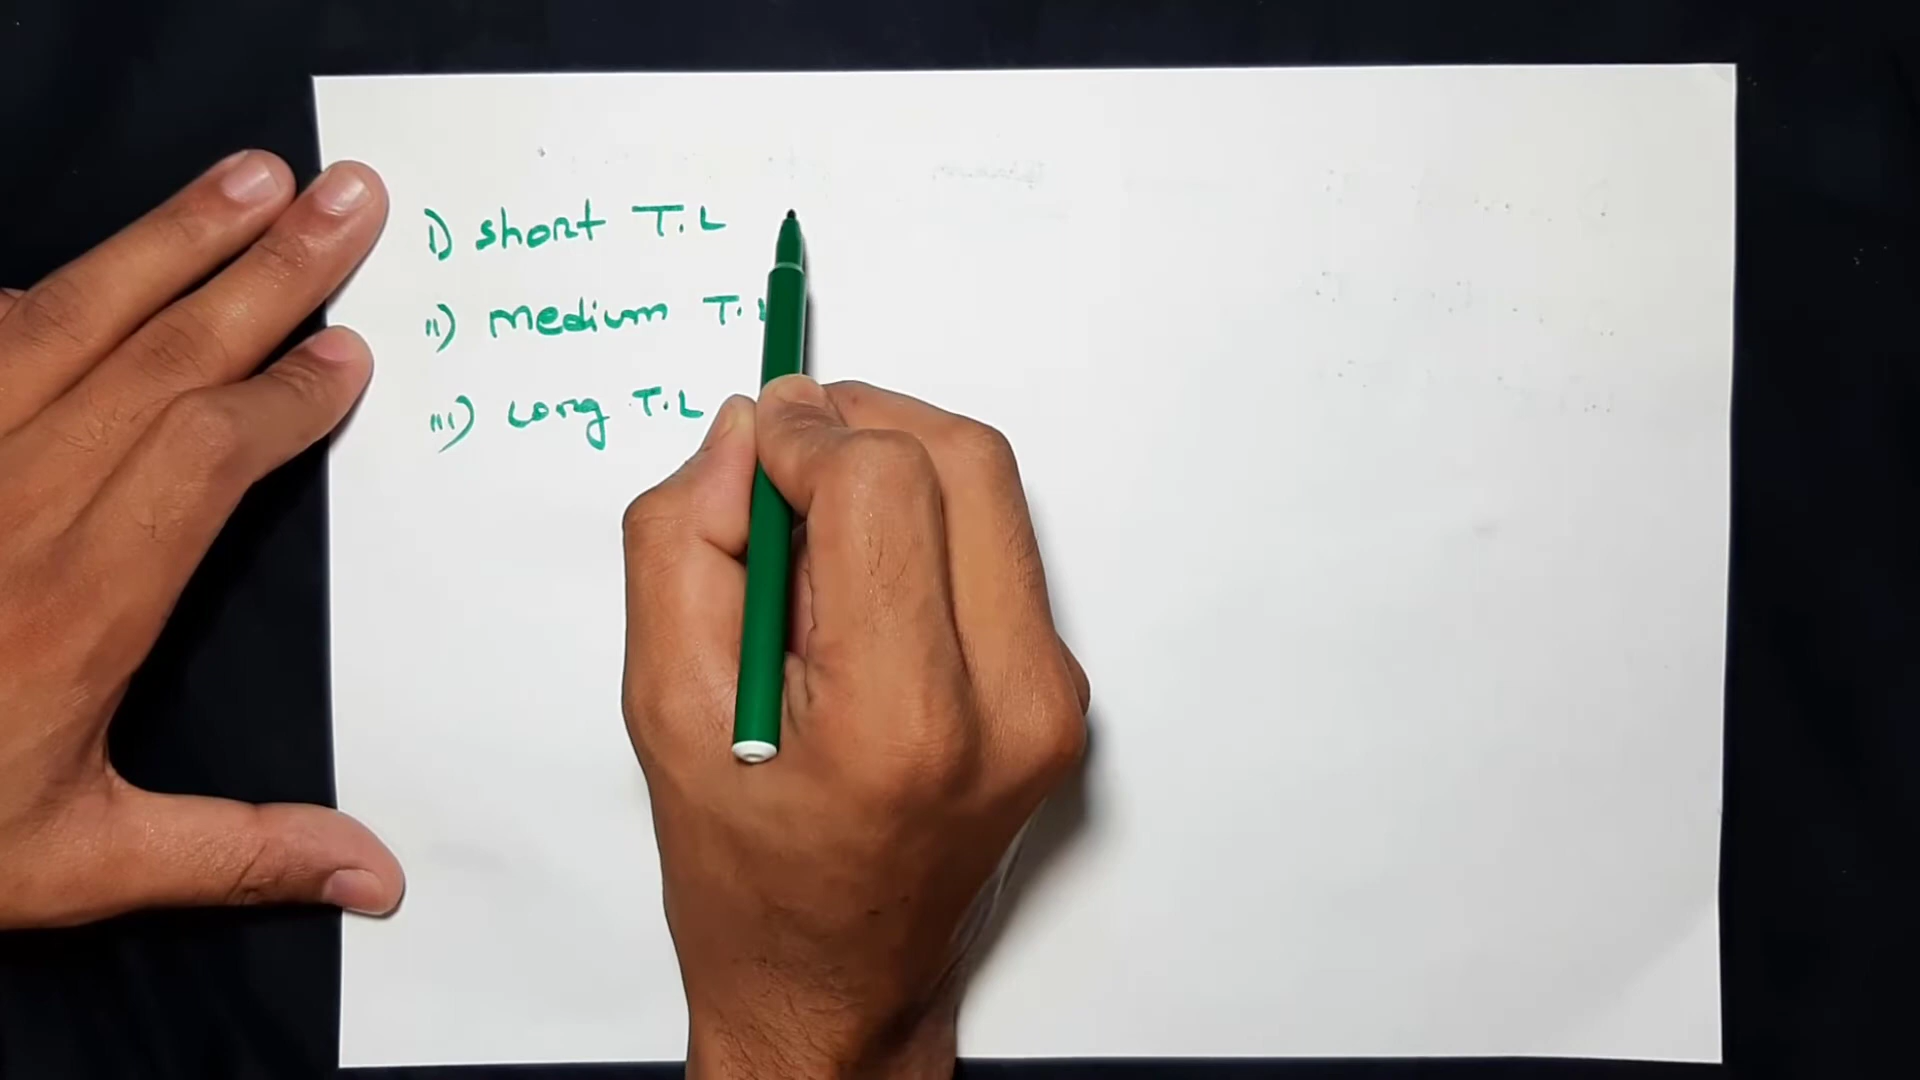 i) short T.L
ii) medium T.L
iii) Long T.L